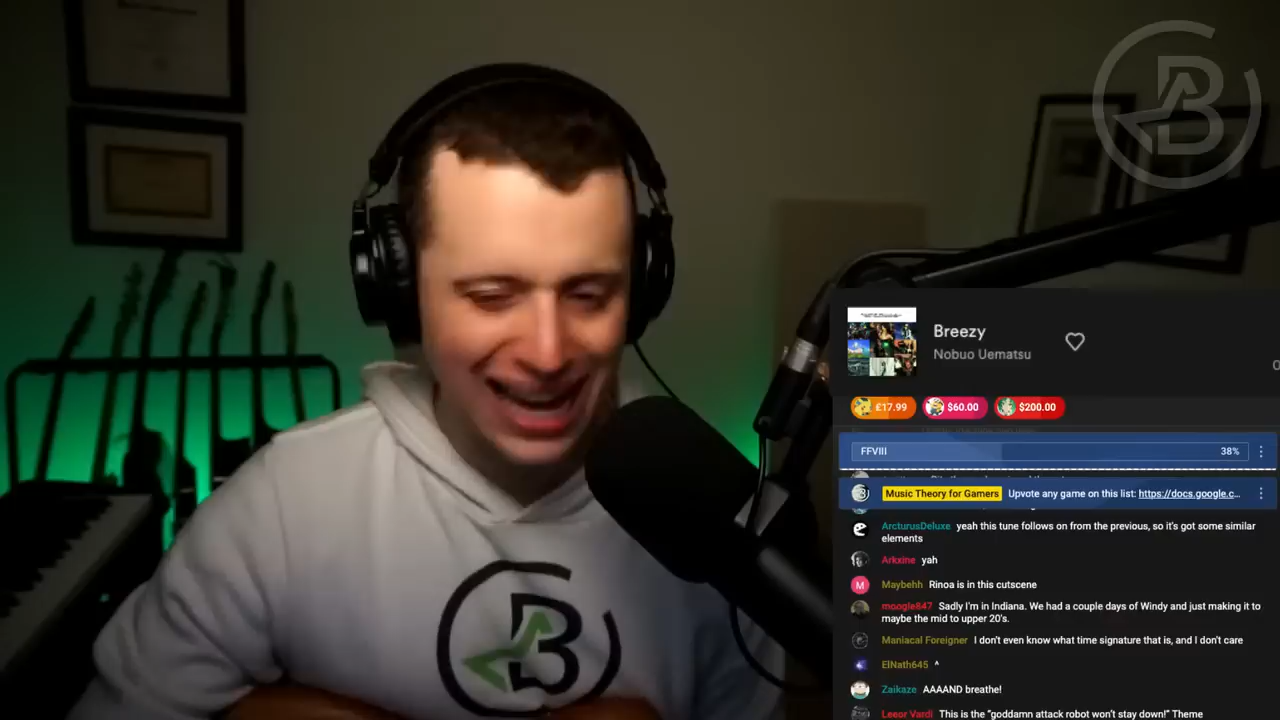 Breezy
Nobuo Uematsu
£17.99 $60.00 $200.00
FFVIII 38%
Music Theory for Gamers Upvote any game on this list: https://docs.google.c...
ArcturusDeluxe yeah this tune follows on from the previous, so it's got some similar
elements
Arkxine yah
Maybehh Rinoa is in this cutscene
moogle847 Sadly I'm in Indiana. We had a couple days of Windy and just making it to
maybe the mid to upper 20's.
Maniacal Foreigner I don't even know what time signature that is, and I don't care
ElNath645 ^
Zaikaze AAAAND breathe!
Leeor Vardi This is the "goddamn attack robot won't stay down!" Theme